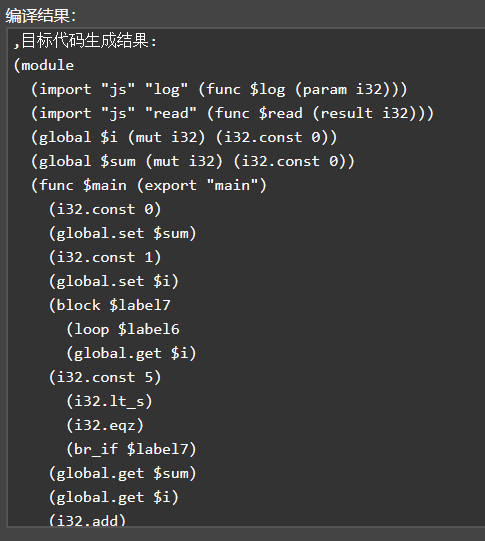 编译结果:
,目标代码生成结果:
(module
  (import "js" "log" (func $log (param i32)))
  (import "js" "read" (func $read (result i32)))
  (global $i (mut i32) (i32.const 0))
  (global $sum (mut i32) (i32.const 0))
  (func $main (export "main")
    (i32.const 0)
    (global.set $sum)
    (i32.const 1)
    (global.set $i)
    (block $label7
      (loop $label6
      (global.get $i)
    (i32.const 5)
      (i32.lt_s)
      (i32.eqz)
      (br_if $label7)
    (global.get $sum)
    (global.get $i)
    (i32.add)